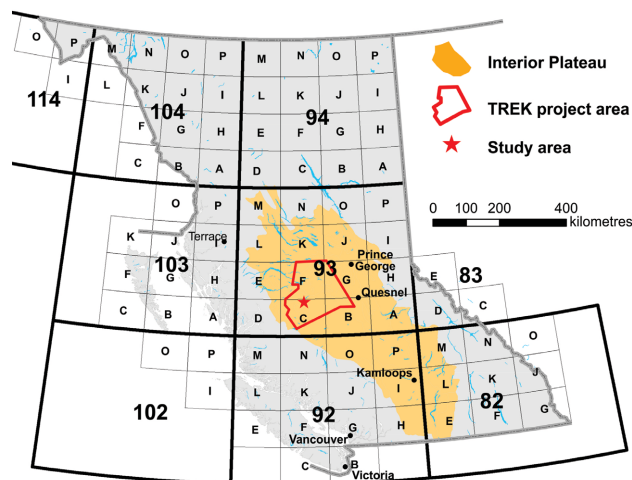 O P M N O P M N O P
Interior Plateau
I L K J I L K J I
114 104 94
TREK project area
F G H E F G H
Study area
C B A D C B A
O P M N O P
0 100 200 300 400
kilometres
K J I L K J I
Terrace
Prince
George
103 93 83
F G H E F G H E
Quesnel
C B A D C B A D C
O P M N O P M N O
Kamloops
I L K J I L K J
102 92 82
E F G H E F G
Vancouver
C B
Victoria